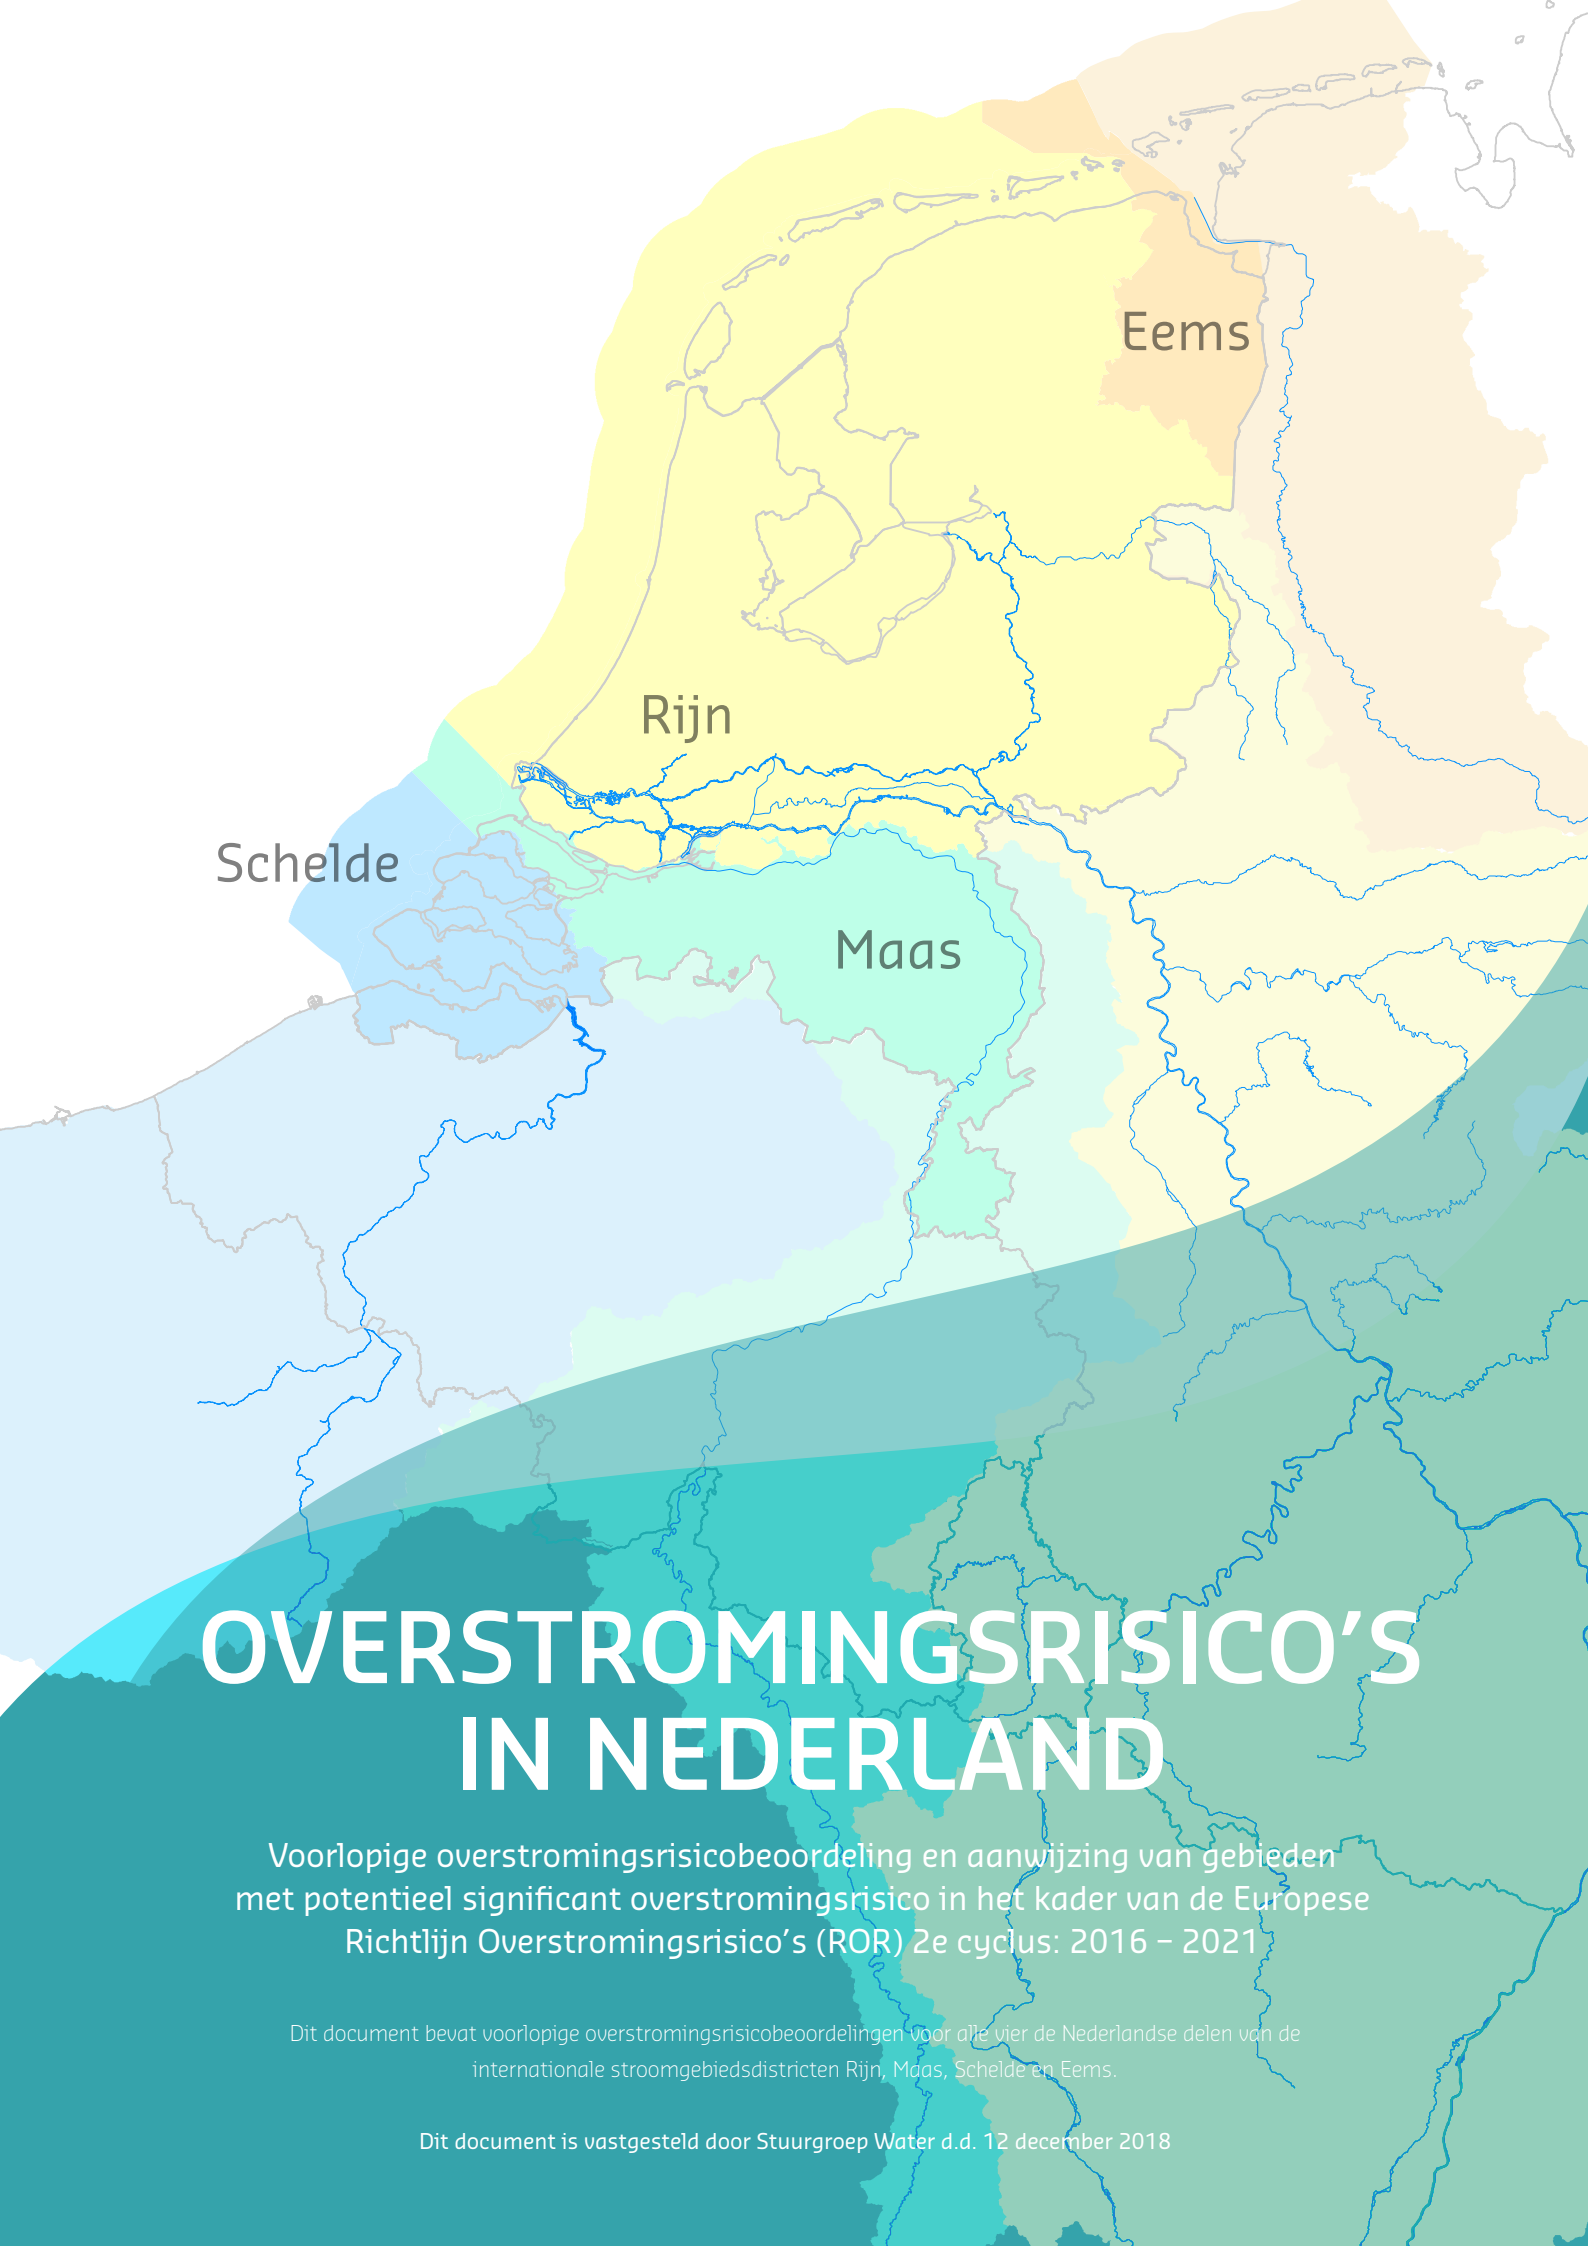 Eems
Rijn
Schelde
Maas
OVERSTROMINGSRISICO’S
IN NEDERLAND
Voorlopige overstromingsrisicobeoordeling en aanwijzing van gebieden
met potentieel significant overstromingsrisico in het kader van de Europese
Richtlijn Overstromingsrisico’s (ROR) 2e cyclus: 2016 – 2021
Dit document bevat voorlopige overstromingsrisicobeoordelingen voor alle vier de Nederlandse delen van de
internationale stroomgebiedsdistricten Rijn, Maas, Schelde en Eems.
Dit document is vastgesteld door Stuurgroep Water d.d. 12 december 2018